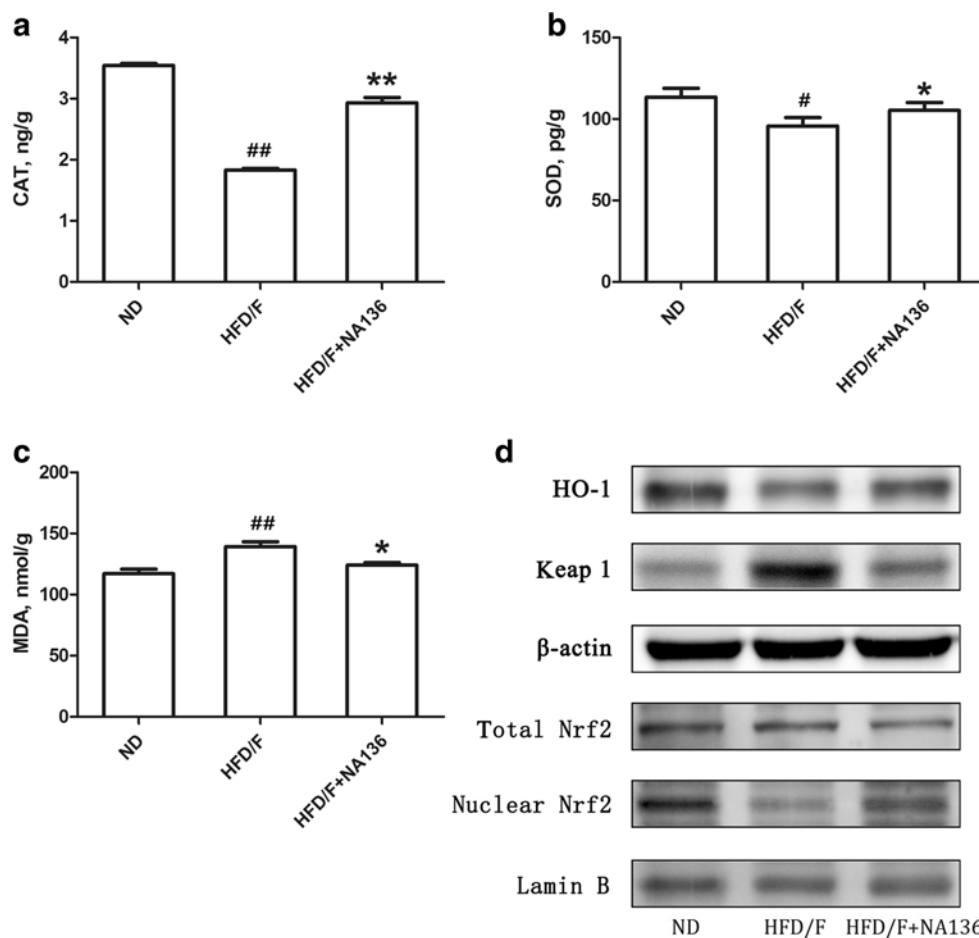 a
CAT, ng/g
4
3
2
1
0
##
**
ND
HFD/F
HFD/F+NA136
b
SOD, pg/g
150
100
50
0
#
*
ND
HFD/F
HFD/F+NA136
c
MDA, nmol/g
200
150
100
50
0
##
*
ND
HFD/F
HFD/F+NA136
d
HO-1
Keap 1
β-actin
Total Nrf2
Nuclear Nrf2
Lamin B
ND HFD/F HFD/F+NA136